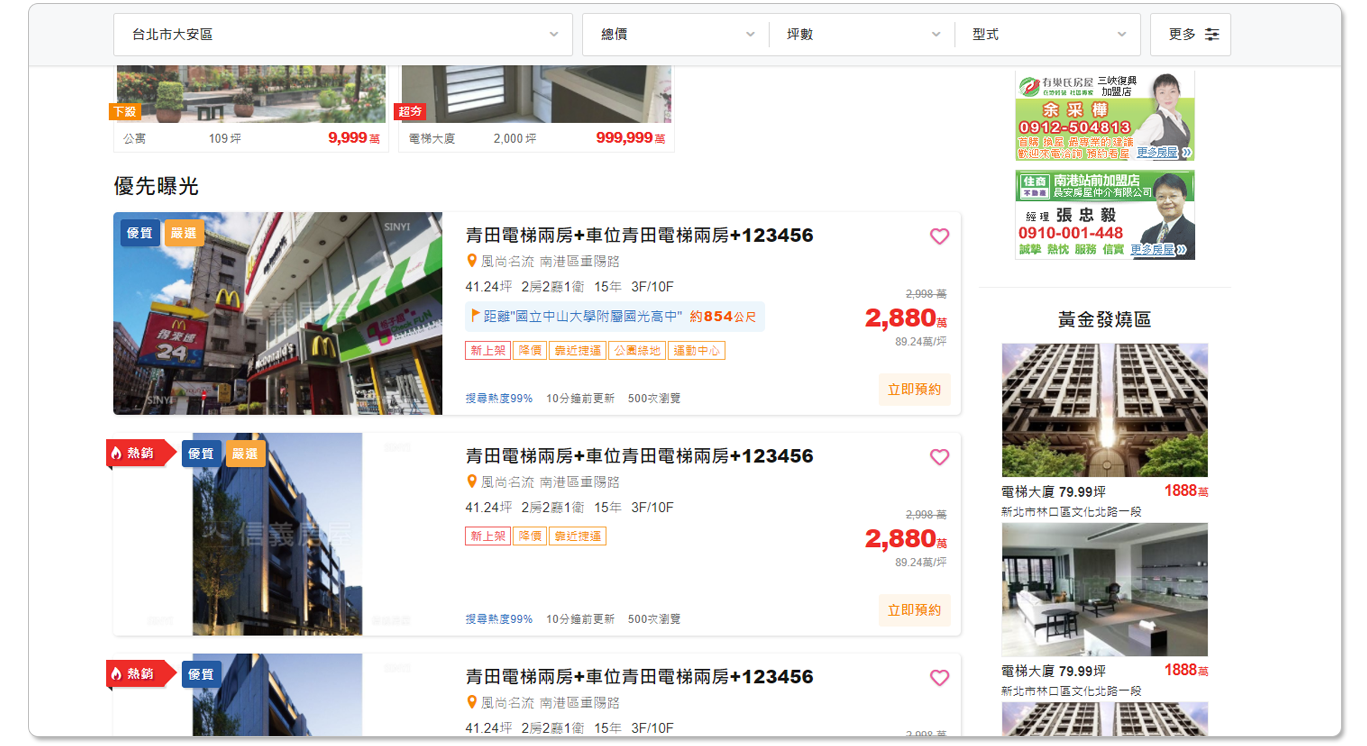 台北市大安區
總價
坪數
型式
更多
下殺
公寓
109 坪
9,999 萬
超夯
電梯大廈
2,000 坪
999,999 萬
優先曝光
優質
嚴選
SINYI
得來速
24
McDonald's
SINYI
青田電梯兩房+車位青田電梯兩房+123456
風尚名流 南港區重陽路
41.24坪 2房2廳1衛 15年 3F/10F
距離"國立中山大學附屬國光高中" 約854公尺
新上架 降價 靠近捷運 公園綠地 運動中心
搜尋熱度99% 10分鐘前更新 500次瀏覽
2,998 萬
2,880萬
89.24萬/坪
立即預約
熱銷
優質
嚴選
信義房屋
青田電梯兩房+車位青田電梯兩房+123456
風尚名流 南港區重陽路
41.24坪 2房2廳1衛 15年 3F/10F
新上架 降價 靠近捷運
搜尋熱度99% 10分鐘前更新 500次瀏覽
2,998 萬
2,880萬
89.24萬/坪
立即預約
熱銷
優質
青田電梯兩房+車位青田電梯兩房+123456
風尚名流 南港區重陽路
41.24坪 2房2廳1衛 15年 3F/10F
2,998 萬
有巢氏房屋 三峽復興
加盟店
余采樺
0912-504813
首購 換屋 最專業的建議
歡迎來電洽詢 預約看屋 更多房屋
住商
不動產
南港站前加盟店
晨安房屋仲介有限公司
經理 張忠毅
0910-001-448
誠摯 熱忱 服務 信實 更多房屋
黃金發燒區
電梯大廈 79.99坪 1888萬
新北市林口區文化北路一段
電梯大廈 79.99坪 1888萬
新北市林口區文化北路一段